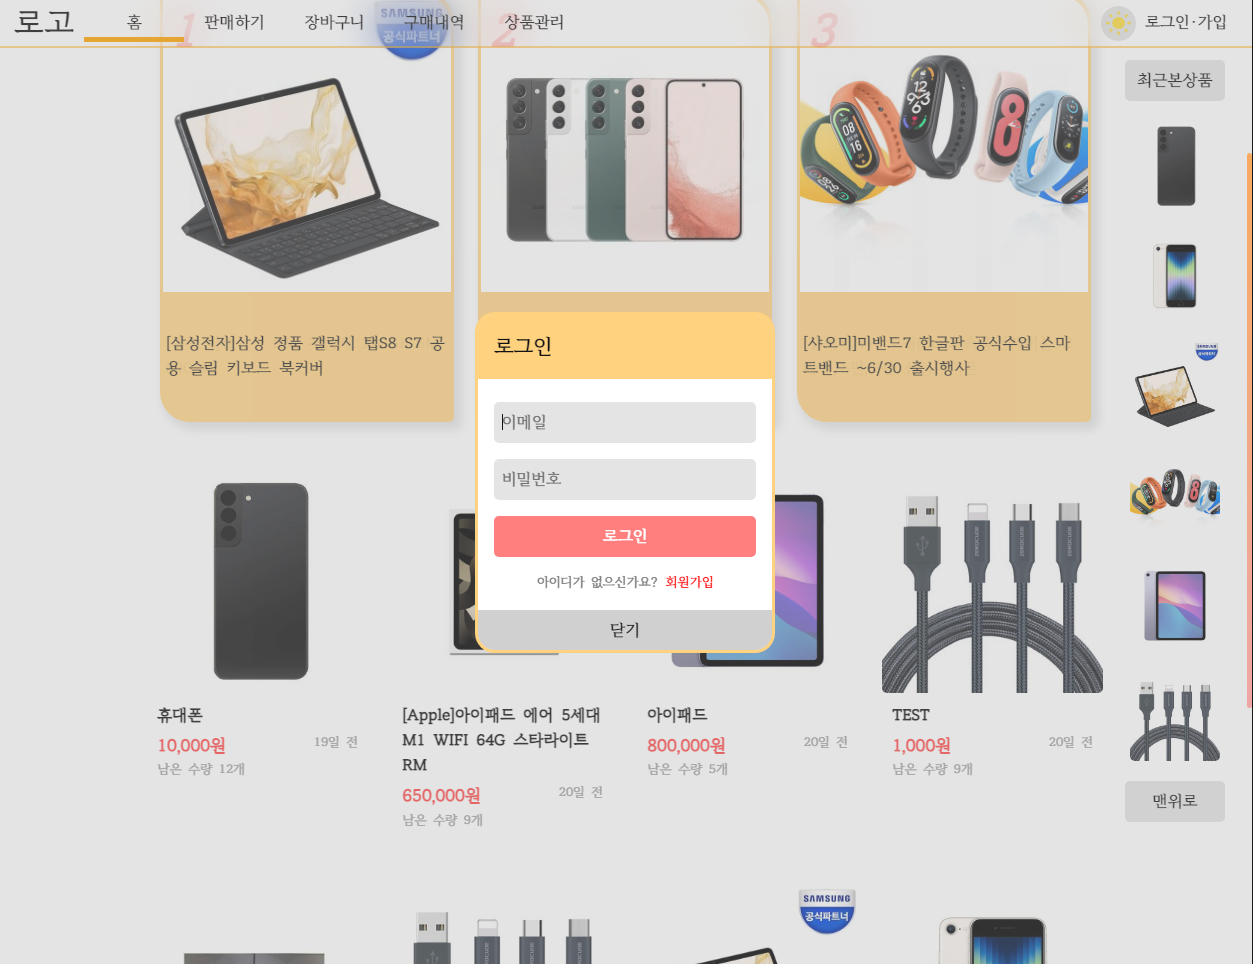 로고 홈 판매하기 장바구니 구매내역 상품관리 로그인·가입
1 2 3
SAMSUNG
공식파트너
최근본상품
[삼성전자]삼성 정품 갤럭시 탭S8 S7 공
용 슬림 키보드 북커버
[샤오미]미밴드7 한글판 공식수입 스마
트밴드 ~6/30 출시행사
로그인
이메일
비밀번호
로그인
아이디가 없으신가요? 회원가입
닫기
휴대폰
10,000원 19일 전
남은 수량 12개
[Apple]아이패드 에어 5세대
M1 WIFI 64G 스타라이트
RM
650,000원 20일 전
남은 수량 9개
아이패드
800,000원 20일 전
남은 수량 5개
TEST
1,000원 20일 전
남은 수량 9개
맨위로
SAMSUNG
공식파트너